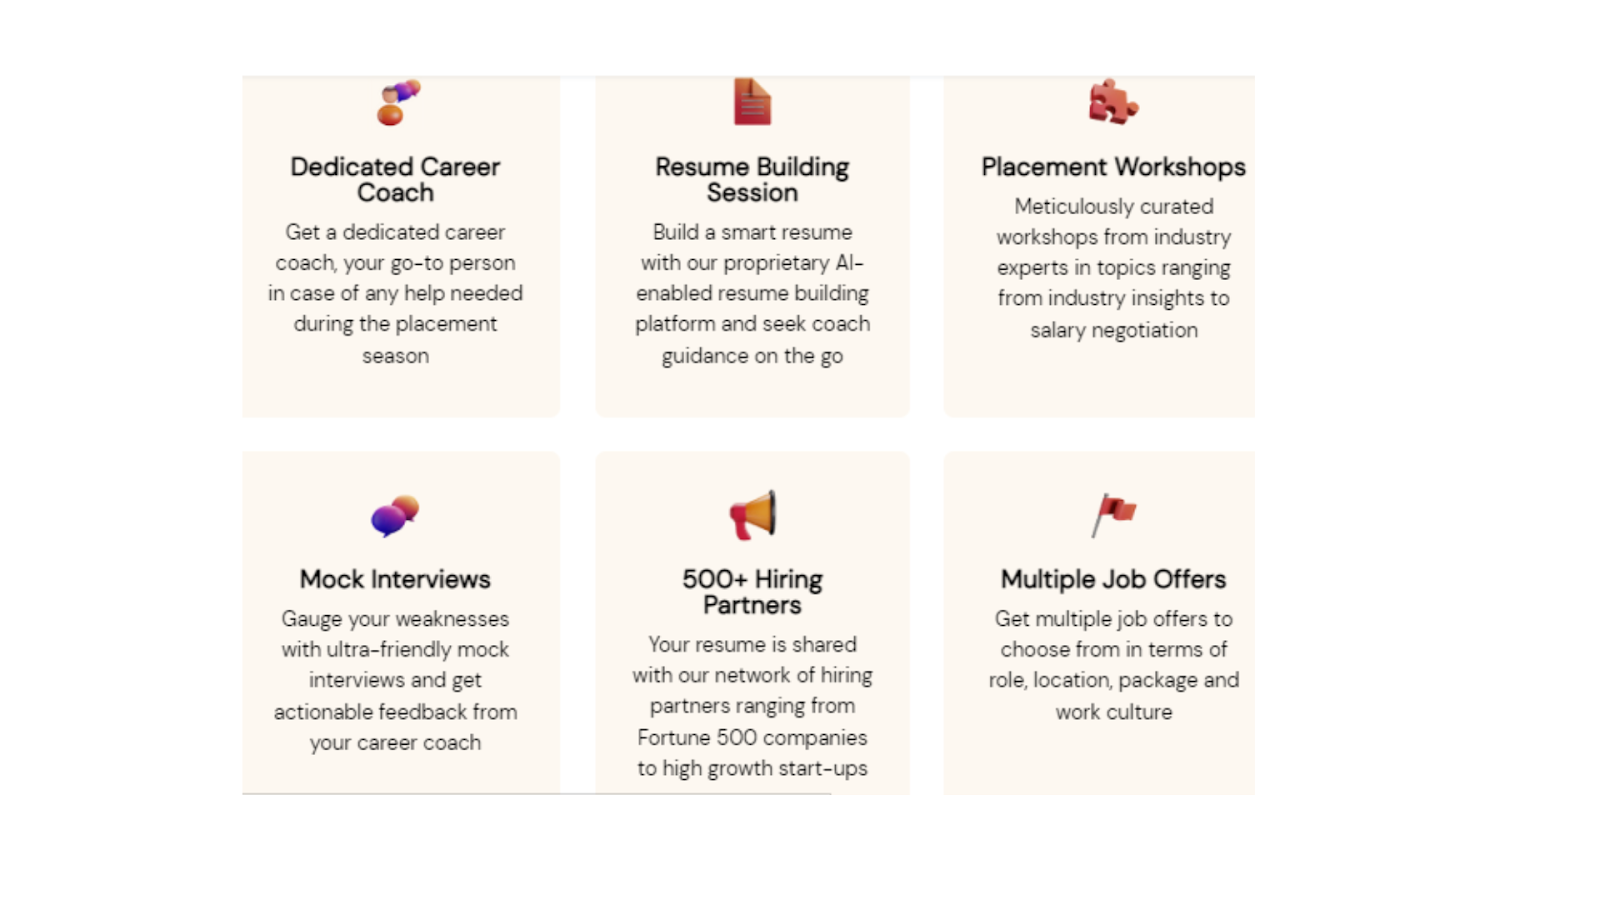 Dedicated Career
Coach
Get a dedicated career
coach, your go-to person
in case of any help needed
during the placement
season
Resume Building
Session
Build a smart resume
with our proprietary AI-
enabled resume building
platform and seek coach
guidance on the go
Placement Workshops
Meticulously curated
workshops from industry
experts in topics ranging
from industry insights to
salary negotiation
Mock Interviews
Gauge your weaknesses
with ultra-friendly mock
interviews and get
actionable feedback from
your career coach
500+ Hiring
Partners
Your resume is shared
with our network of hiring
partners ranging from
Fortune 500 companies
to high growth start-ups
Multiple Job Offers
Get multiple job offers to
choose from in terms of
role, location, package and
work culture